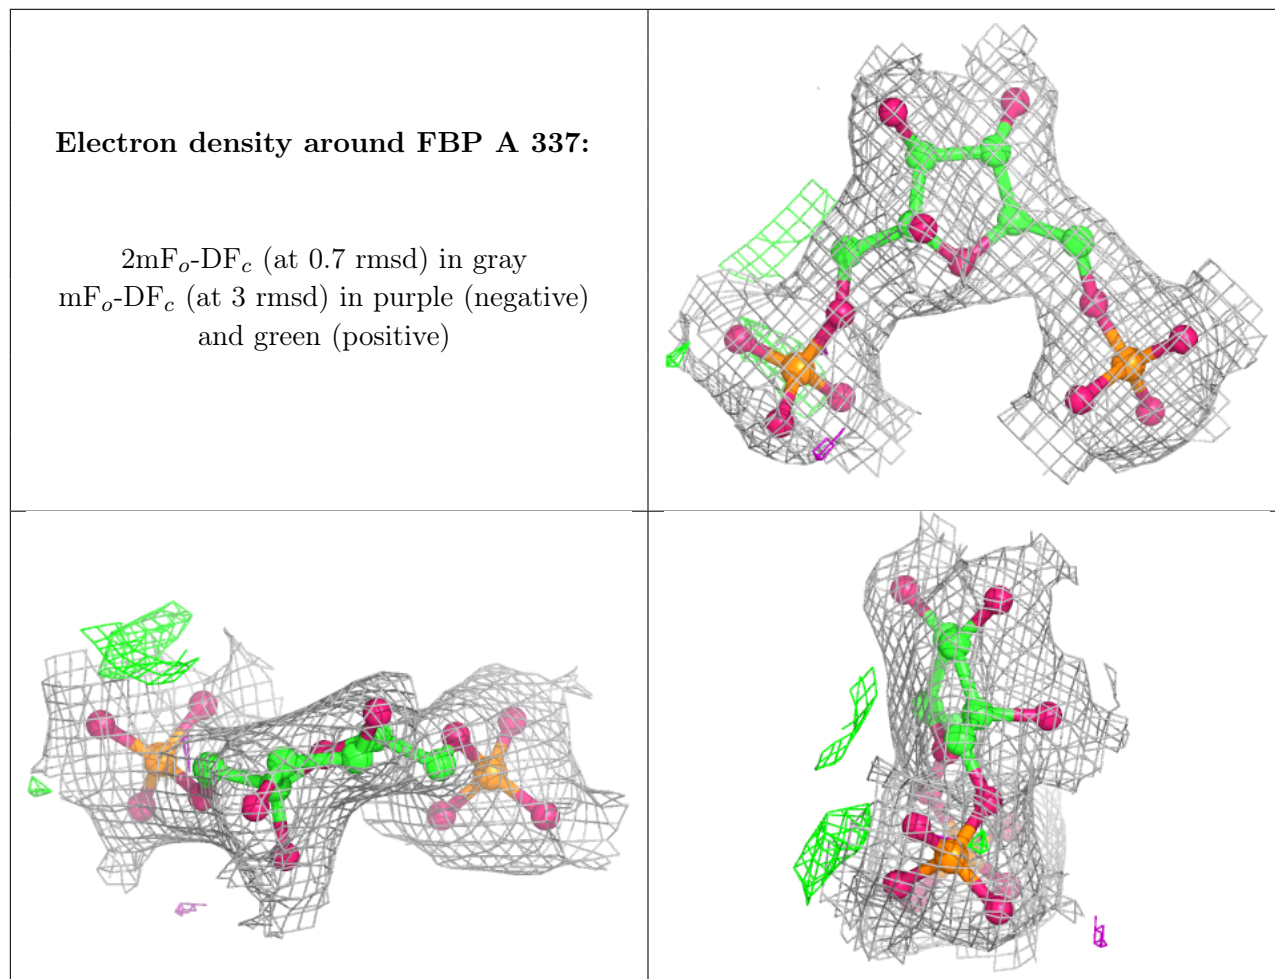 Electron density around FBP A 337:
2mFo-DFc (at 0.7 rmsd) in gray
mFo-DFc (at 3 rmsd) in purple (negative)
and green (positive)